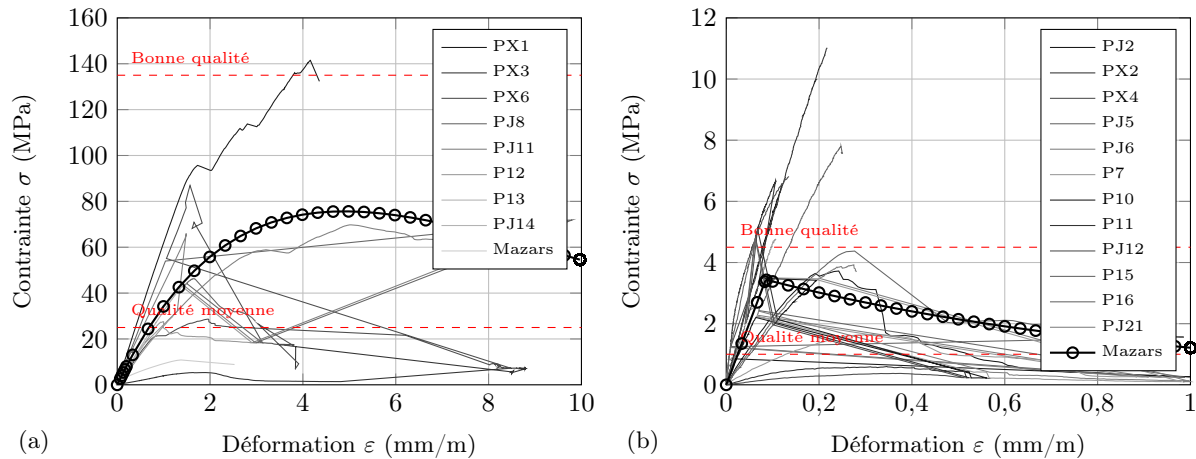 160
140
120
100
80
60
40
20
0
Contrainte σ (MPa)
0 2 4 6 8 10
Déformation ε (mm/m)
(a)
Bonne qualité
Qualité moyenne
PX1
PX3
PX6
PJ8
PJ11
P12
P13
PJ14
Mazars
12
10
8
6
4
2
0
Contrainte σ (MPa)
0 0,2 0,4 0,6 0,8 1
Déformation ε (mm/m)
(b)
Bonne qualité
Qualité moyenne
PJ2
PX2
PX4
PJ5
PJ6
P7
P10
P11
PJ12
P15
P16
PJ21
Mazars